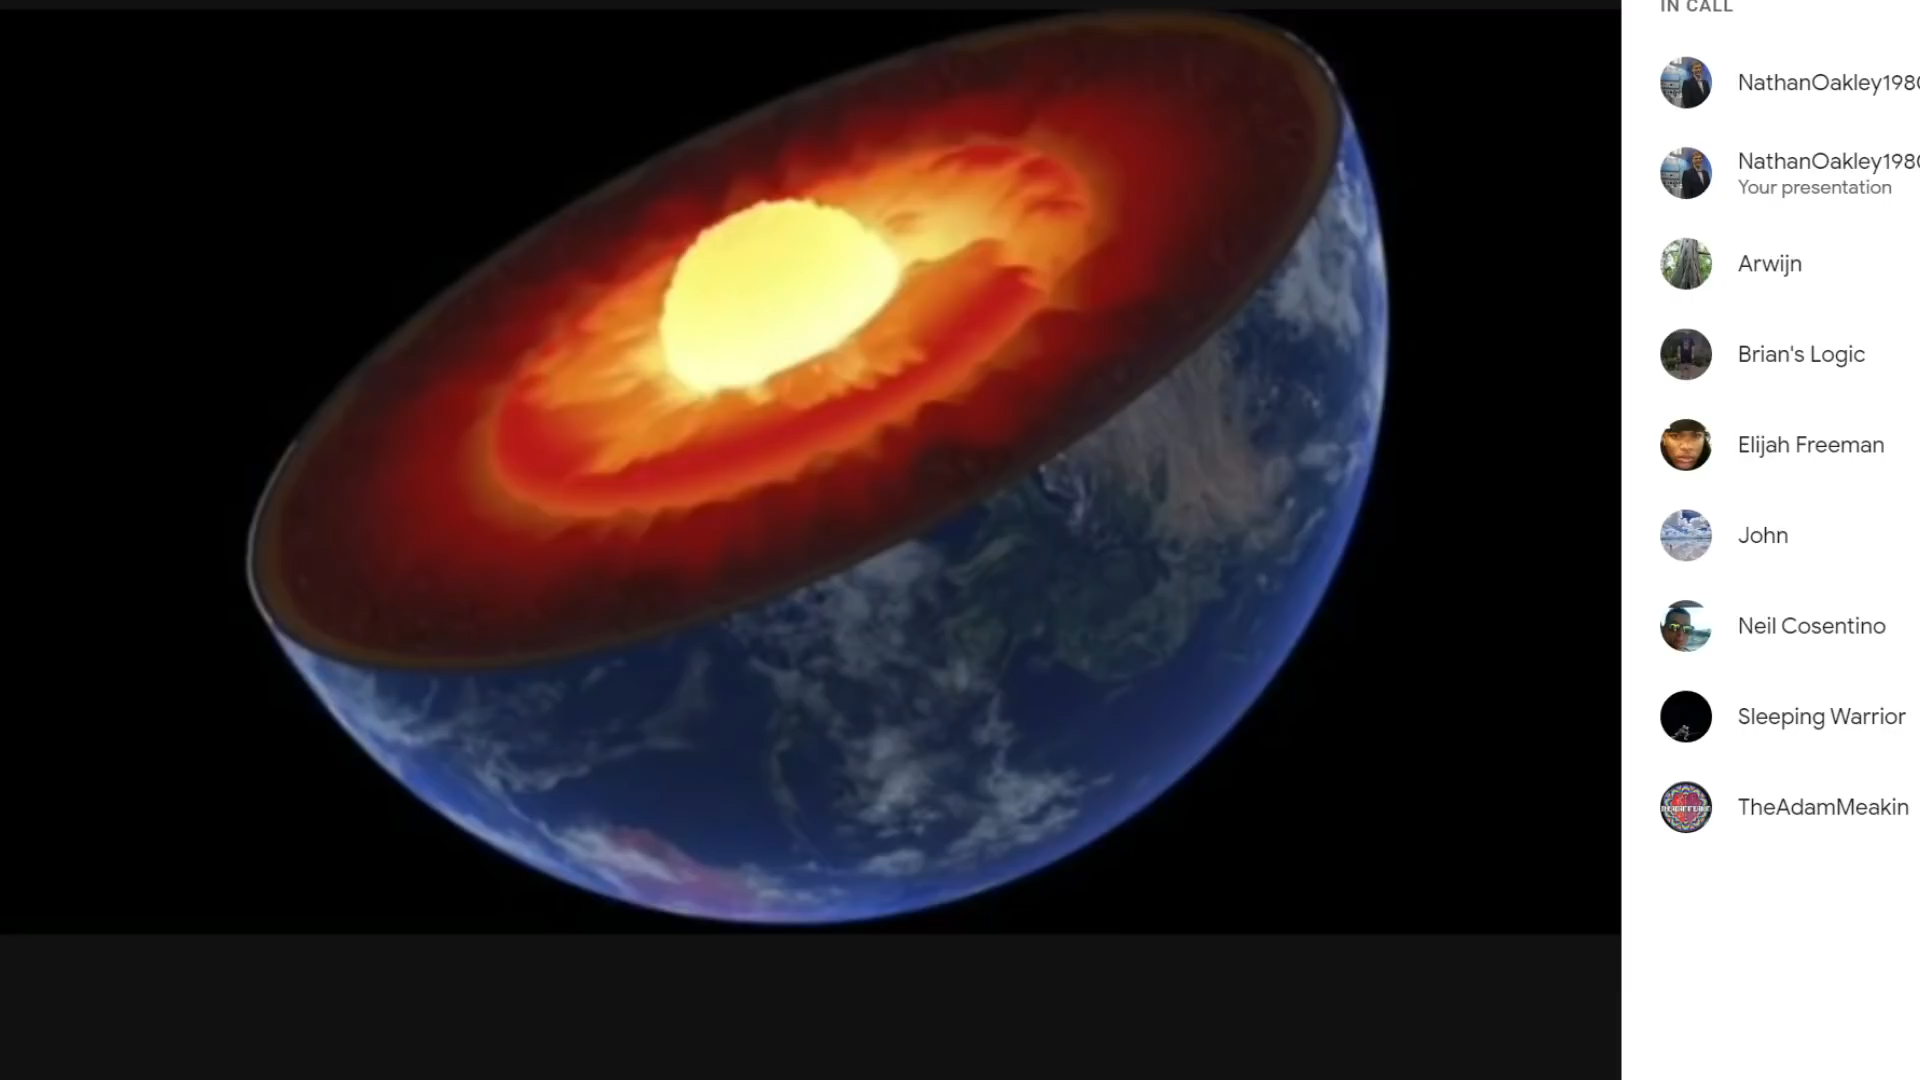 IN CALL
NathanOakley198
NathanOakley198
Your presentation
Arwijn
Brian's Logic
Elijah Freeman
John
Neil Cosentino
Sleeping Warrior
TheAdamMeakin